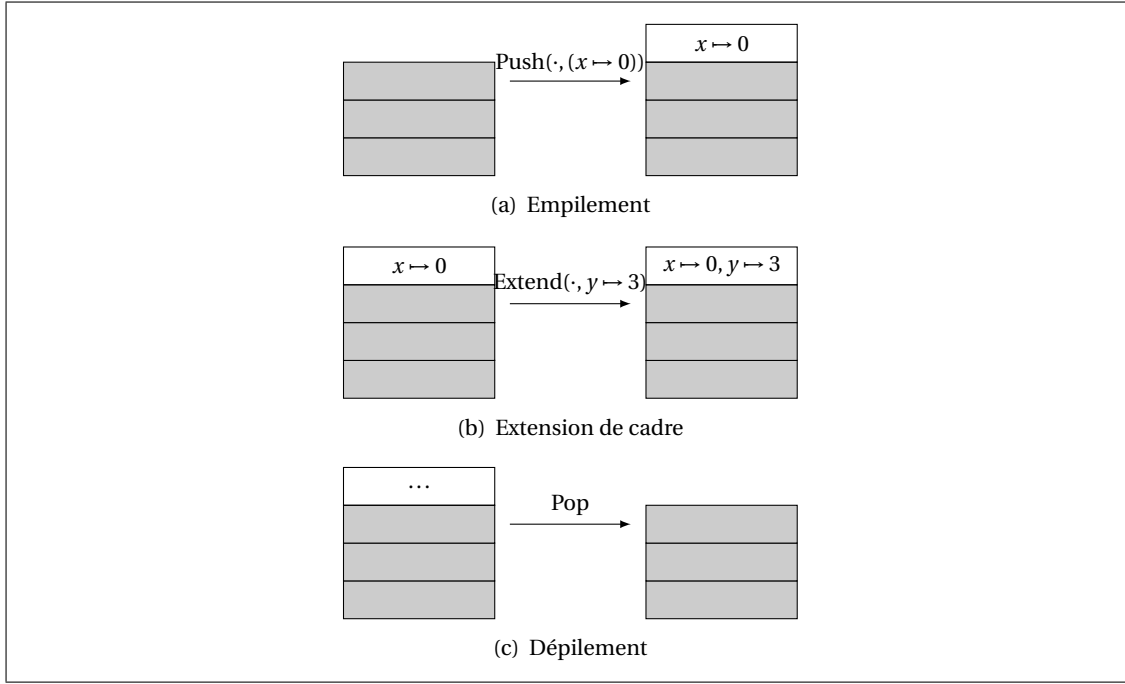 x ↦ 0
Push(·, (x ↦ 0))
(a) Empilement
x ↦ 0
Extend(·, y ↦ 3)
x ↦ 0, y ↦ 3
(b) Extension de cadre
···
Pop
(c) Dépilement